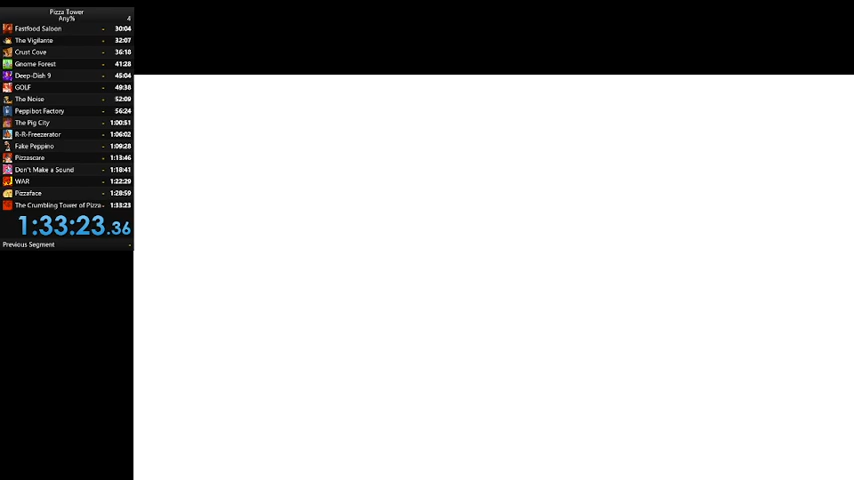 Pizza Tower
Any% 4
Fastfood Saloon - 30:04
The Vigilante - 32:07
Crust Cove - 36:18
Gnome Forest - 41:28
Deep-Dish 9 - 45:04
GOLF - 49:38
The Noise - 52:09
Peppibot Factory - 56:24
The Pig City - 1:00:51
R-R-Freezerator - 1:06:02
Fake Peppino - 1:09:28
Pizzascare - 1:13:46
Don't Make a Sound - 1:18:41
WAR - 1:22:29
Pizzaface - 1:28:59
The Crumbling Tower of Pizza - 1:33:23
1:33:23.36
Previous Segment -